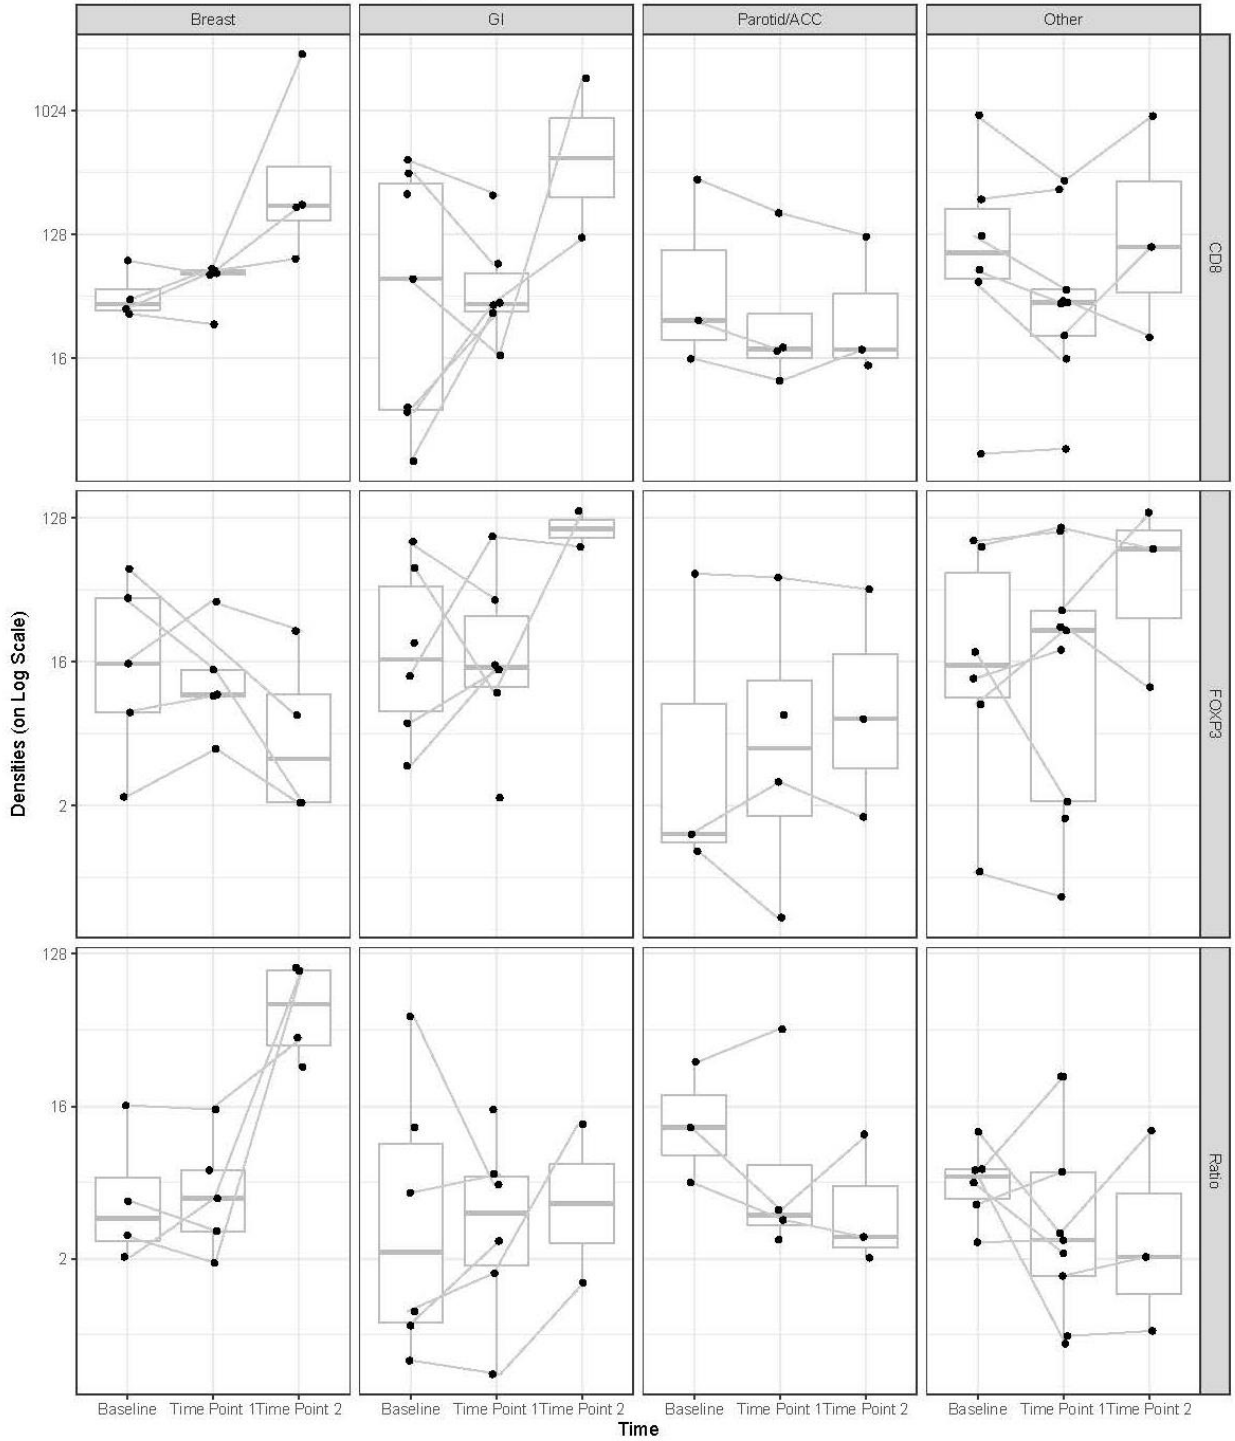 Breast GI Parotid/ACC Other
1024
128
16
CD8
128
16
2
FOXP3
Densities (on Log Scale)
128
16
2
Ratio
Baseline Time Point 1 Time Point 2 Baseline Time Point 1 Time Point 2 Baseline Time Point 1 Time Point 2 Baseline Time Point 1 Time Point 2
Time